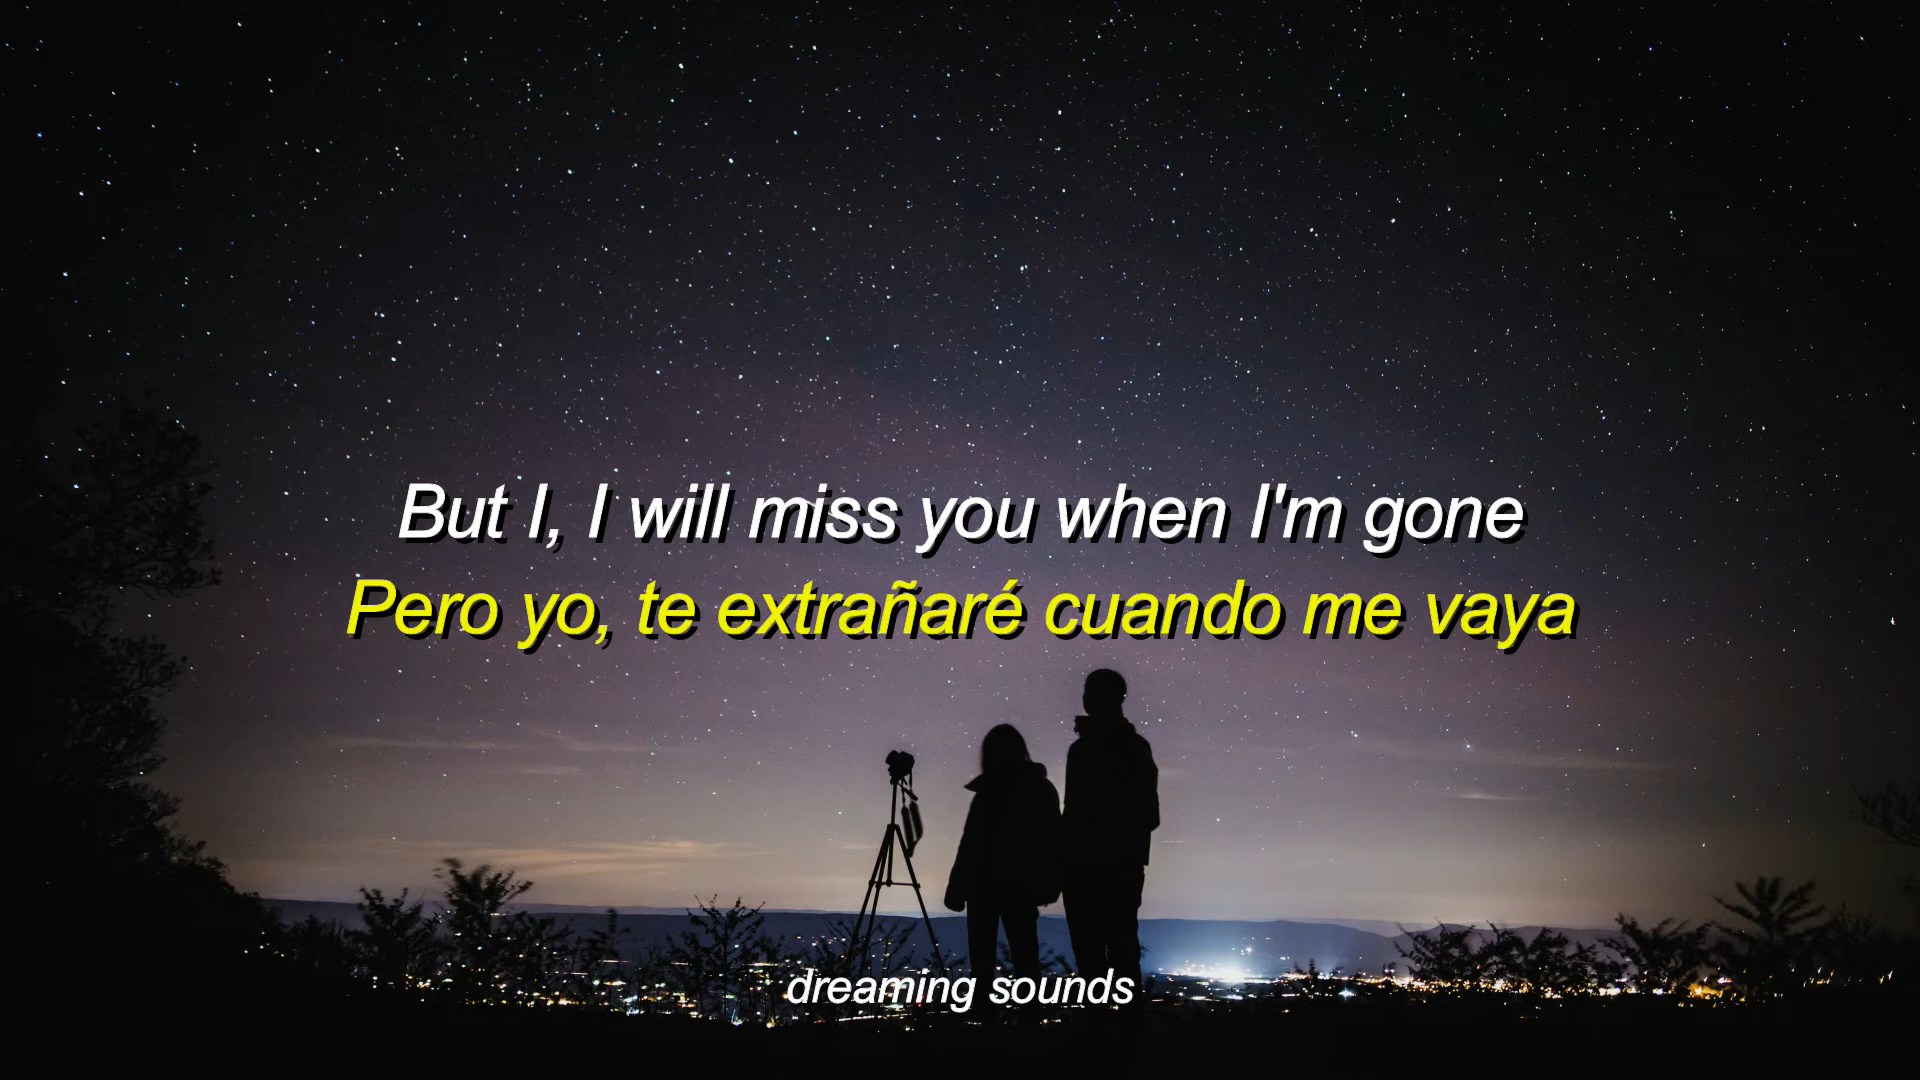 But I, I will miss you when I'm gone
Pero yo, te extrañaré cuando me vaya
dreaming sounds